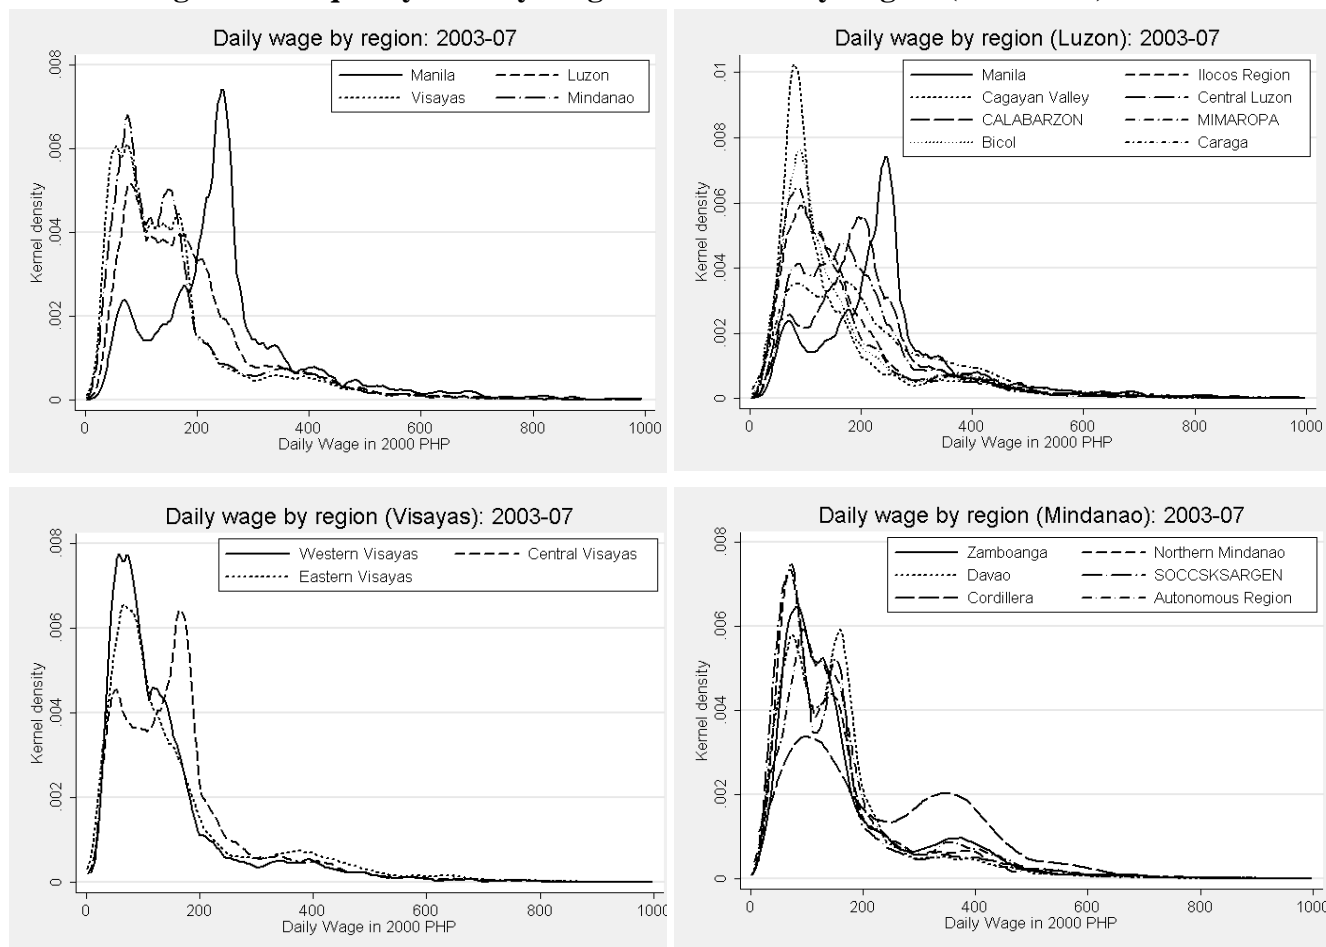 Daily wage by region: 2003-07
Manila
Luzon
Visayas
Mindanao
Kernel density
.008
.006
.004
.002
0
0
200
400
600
800
1000
Daily Wage in 2000 PHP
Daily wage by region (Luzon): 2003-07
Manila
Ilocos Region
Cagayan Valley
Central Luzon
CALABARZON
MIMAROPA
Bicol
Caraga
Kernel density
.01
.008
.006
.004
.002
0
0
200
400
600
800
1000
Daily Wage in 2000 PHP
Daily wage by region (Visayas): 2003-07
Western Visayas
Central Visayas
Eastern Visayas
Kernel density
.008
.006
.004
.002
0
0
200
400
600
800
1000
Daily Wage in 2000 PHP
Daily wage by region (Mindanao): 2003-07
Zamboanga
Northern Mindanao
Davao
SOCCSKSARGEN
Cordillera
Autonomous Region
Kernel density
.008
.006
.004
.002
0
0
200
400
600
800
1000
Daily Wage in 2000 PHP